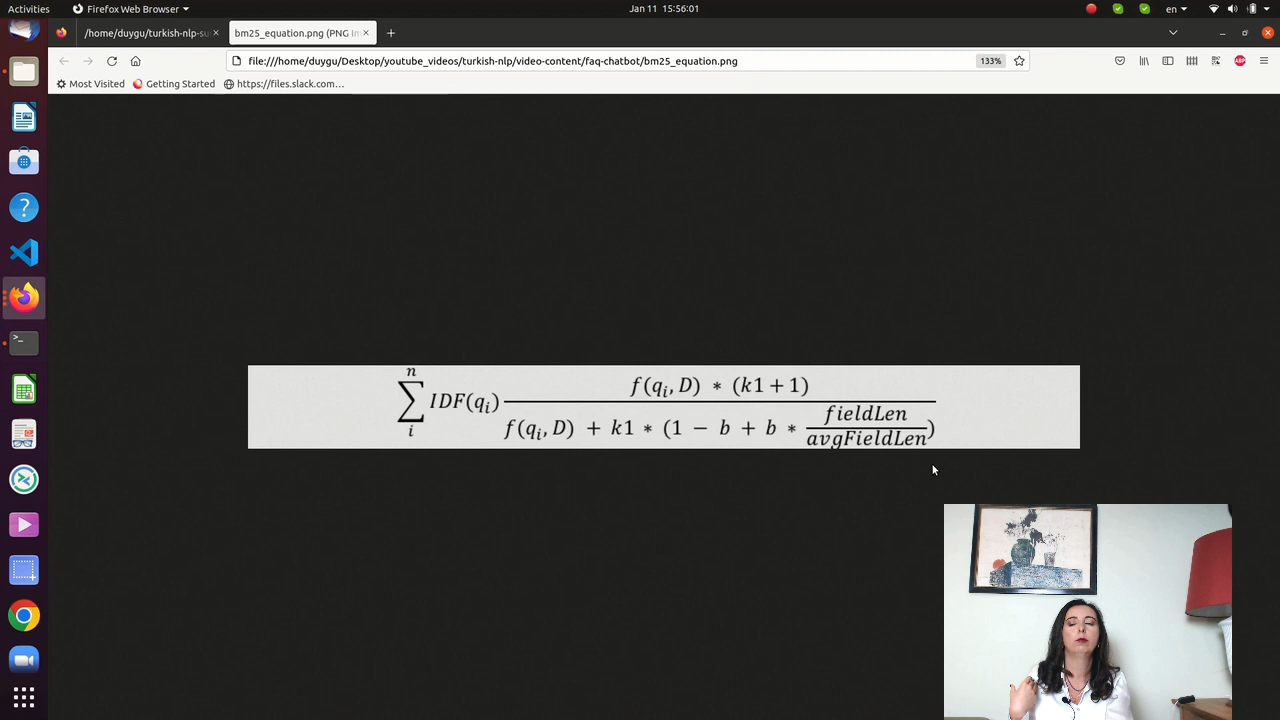 Activities
Firefox Web Browser
Jan 11 15:56:01
en
/home/duygu/turkish-nlp-su
bm25_equation.png (PNG Im
file:///home/duygu/Desktop/youtube_videos/turkish-nlp/video-content/faq-chatbot/bm25_equation.png
133%
ABP
Most Visited
Getting Started
https://files.slack.com…
n
∑ IDF(qᵢ) f(qᵢ, D) * (k1 + 1)
i
f(qᵢ, D) + k1 * (1 − b + b * fieldLen / avgFieldLen)